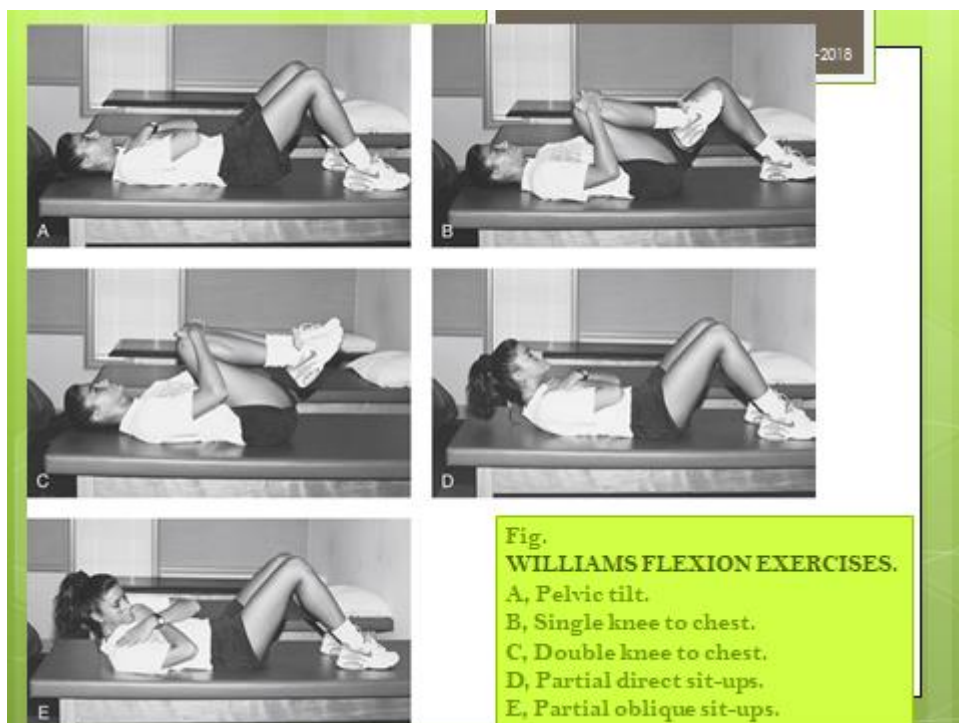 -2018
A
B
C
D
E
Fig.
WILLIAMS FLEXION EXERCISES.
A, Pelvic tilt.
B, Single knee to chest.
C, Double knee to chest.
D, Partial direct sit-ups.
E, Partial oblique sit-ups.